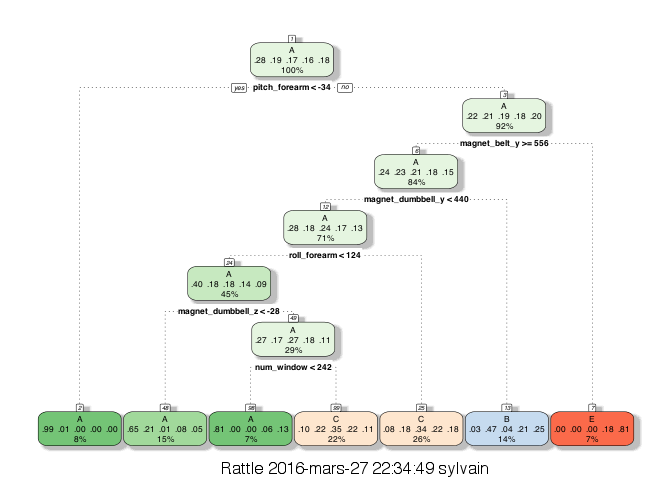 1
A
.28 .19 .17 .16 .18
100%
yes pitch_forearm < -34 no
3
A
.22 .21 .19 .18 .20
92%
magnet_belt_y >= 556
6
A
.24 .23 .21 .18 .15
84%
magnet_dumbbell_y < 440
12
A
.28 .18 .24 .17 .13
71%
roll_forearm < 124
24
A
.40 .18 .18 .14 .09
45%
magnet_dumbbell_z < -28
49
A
.27 .17 .27 .18 .11
29%
num_window < 242
2 48 98 99 25 13 7
A A A C C B E
.99 .01 .00 .00 .00 .65 .21 .01 .08 .05 .81 .00 .00 .06 .13 .10 .22 .35 .22 .11 .08 .18 .34 .22 .18 .03 .47 .04 .21 .25 .00 .00 .00 .18 .81
8% 15% 7% 22% 26% 14% 7%
Rattle 2016-mars-27 22:34:49 sylvain